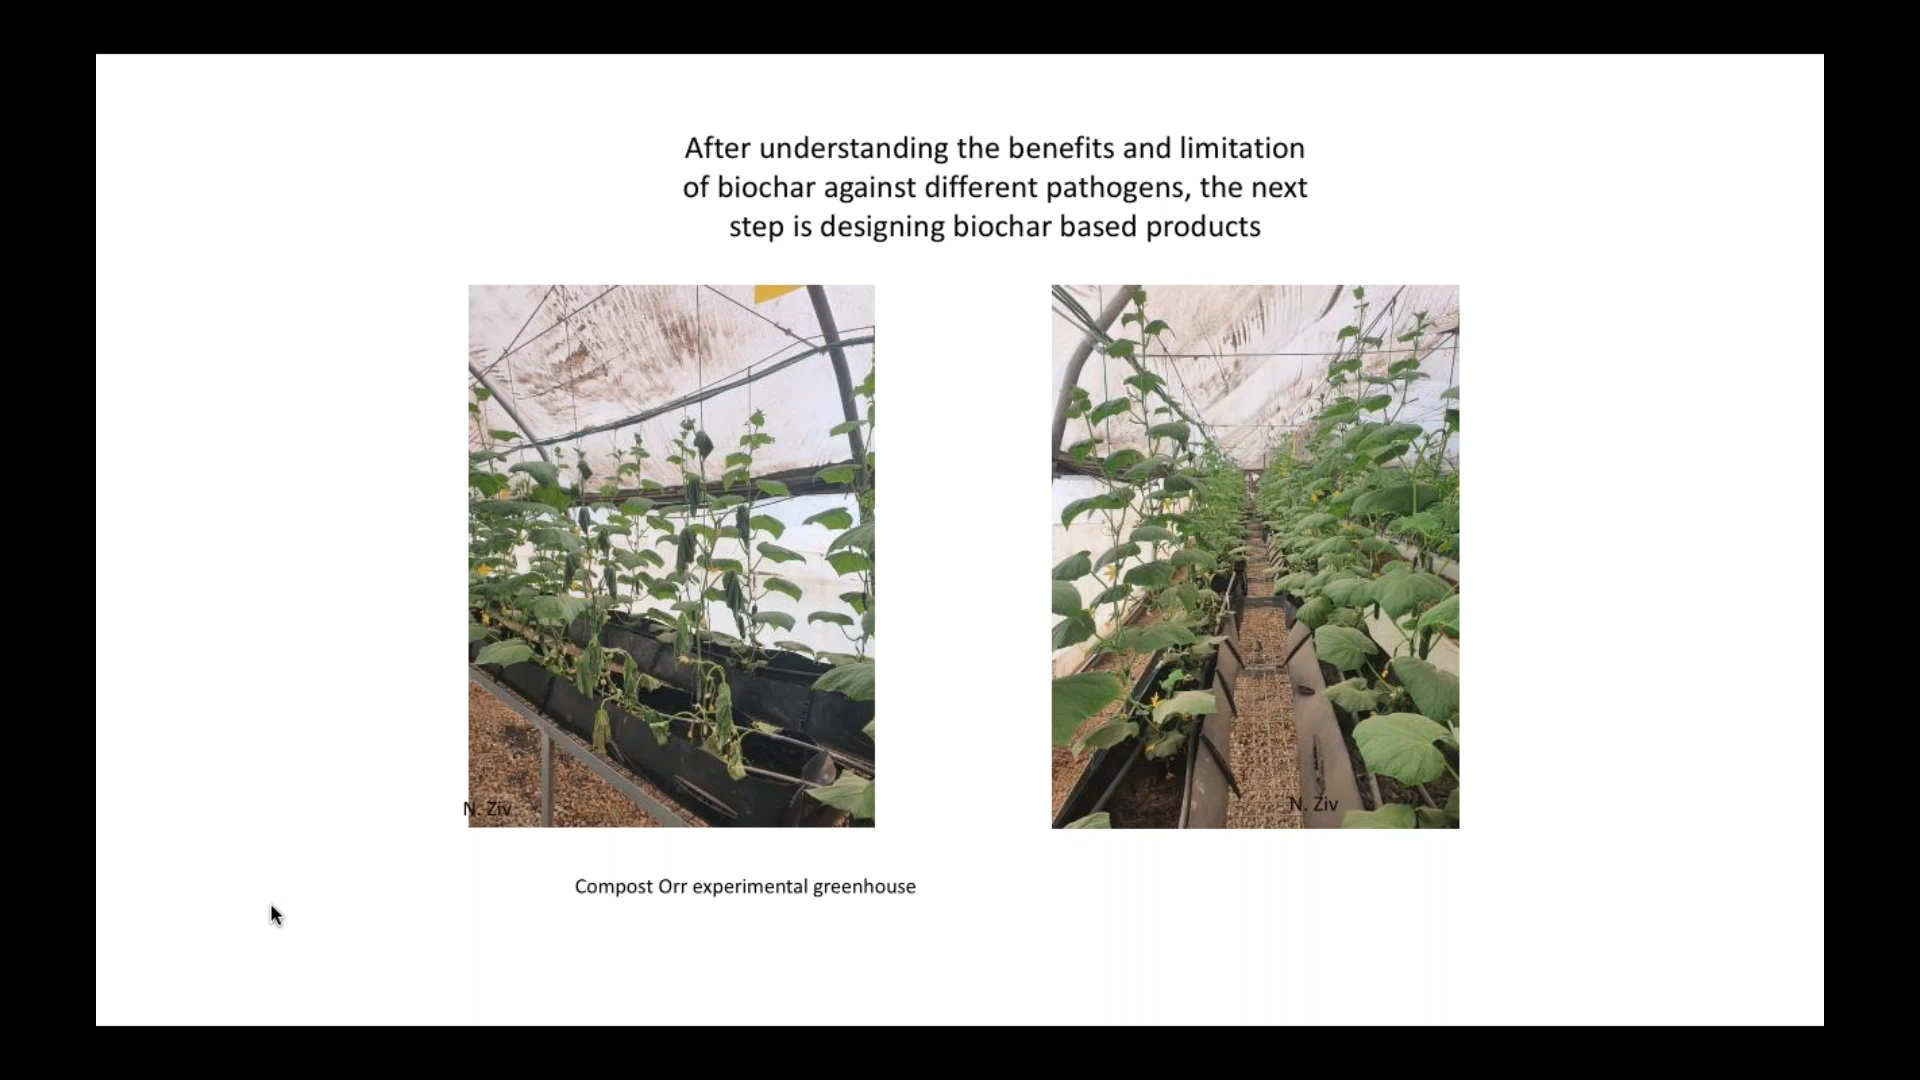 After understanding the benefits and limitation
of biochar against different pathogens, the next
step is designing biochar based products
N. Ziv
N. Ziv
Compost Orr experimental greenhouse